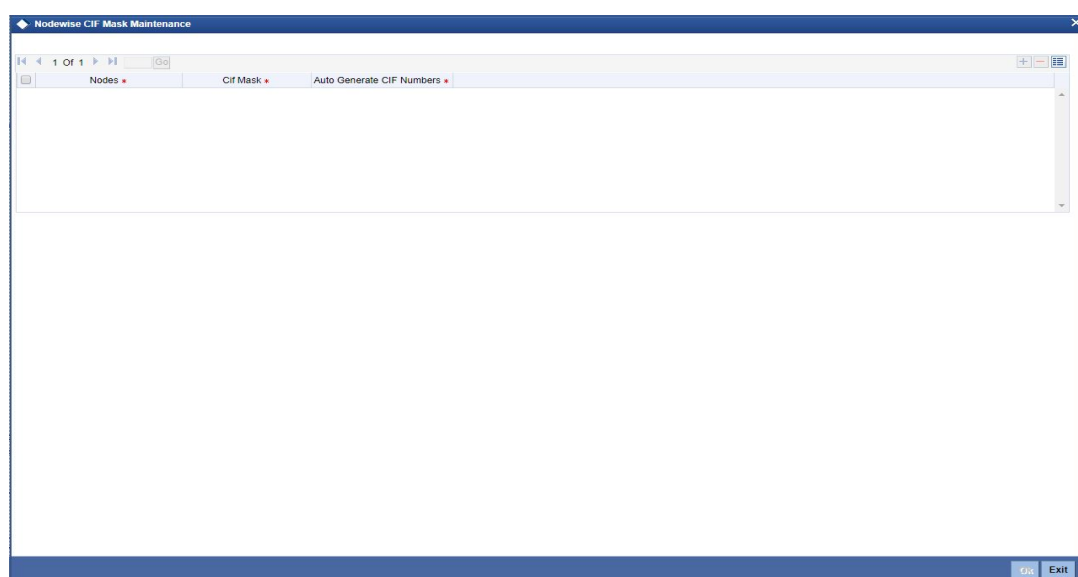 Nodewise CIF Mask Maintenance
1 Of 1 Go
Nodes * Cif Mask * Auto Generate CIF Numbers *
Ok Exit